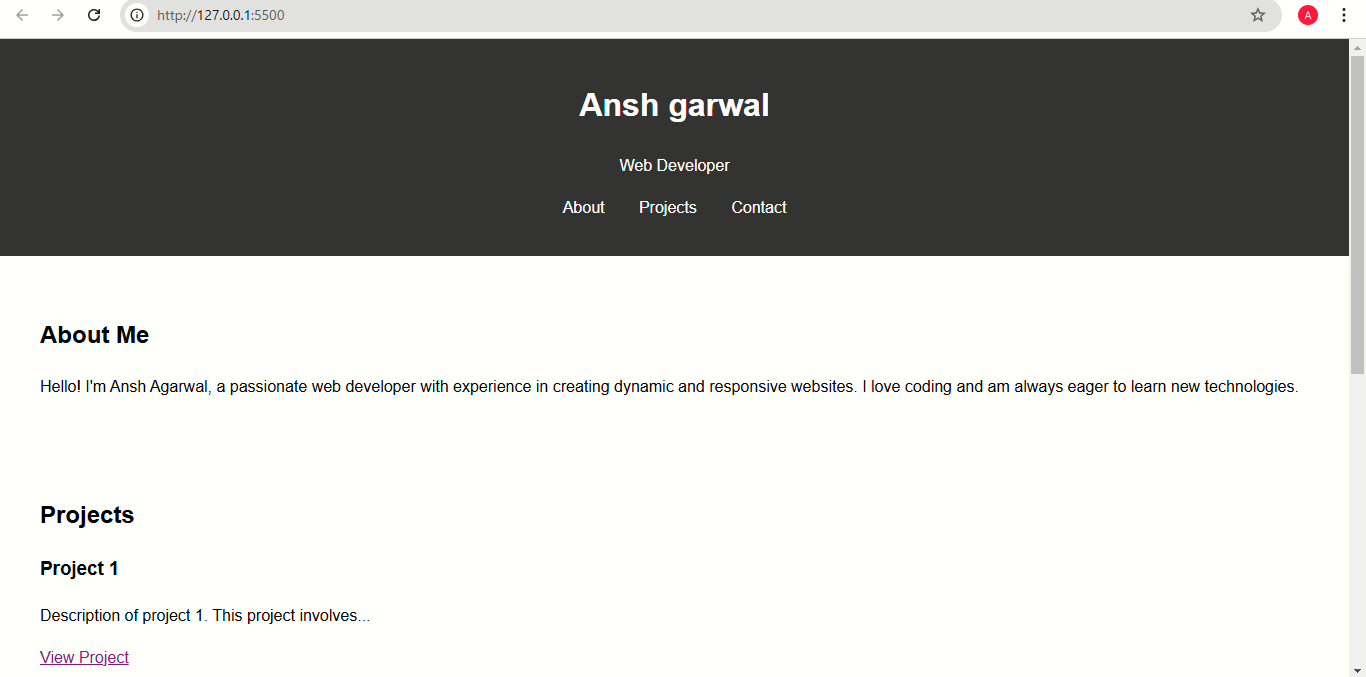 http://127.0.0.1:5500
A
Ansh garwal
Web Developer
About Projects Contact
About Me
Hello! I'm Ansh Agarwal, a passionate web developer with experience in creating dynamic and responsive websites. I love coding and am always eager to learn new technologies.
Projects
Project 1
Description of project 1. This project involves...
View Project